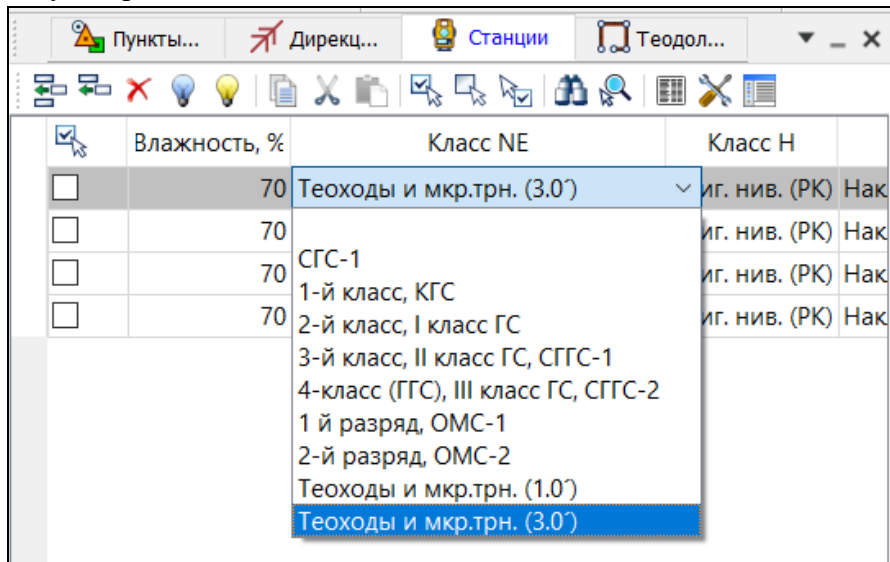 Пункты... Дирекц... Станции Теодол...
Влажность, % Класс NE Класс H
70 Теоходы и мкр.трн. (3.0´) иг. нив. (РК) Нак
70 иг. нив. (РК) Нак
СГС-1
70 иг. нив. (РК) Нак
1-й класс, КГС
70 иг. нив. (РК) Нак
2-й класс, I класс ГС
3-й класс, II класс ГС, СГГС-1
4-класс (ГГС), III класс ГС, СГГС-2
1 й разряд, ОМС-1
2-й разряд, ОМС-2
Теоходы и мкр.трн. (1.0´)
Теоходы и мкр.трн. (3.0´)